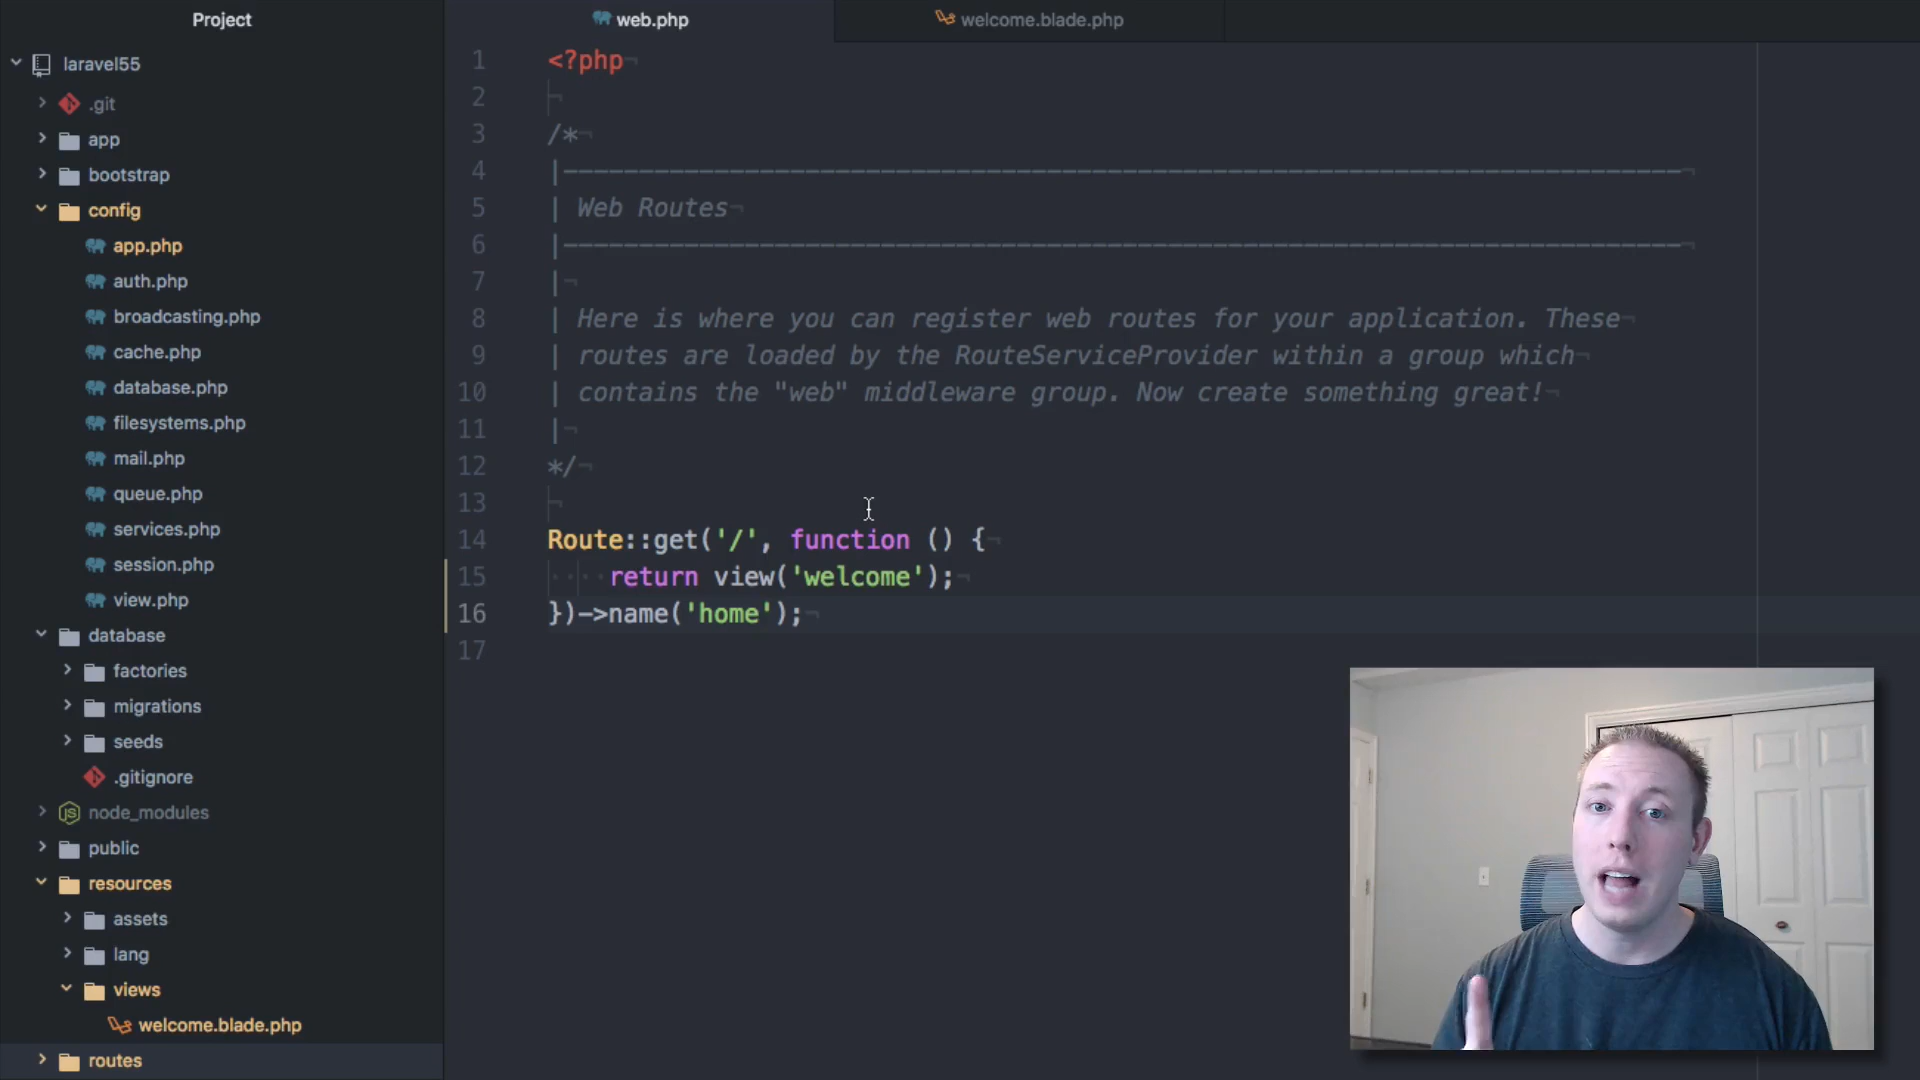 Project
laravel55
.git
app
bootstrap
config
app.php
auth.php
broadcasting.php
cache.php
database.php
filesystems.php
mail.php
queue.php
services.php
session.php
view.php
database
factories
migrations
seeds
.gitignore
node_modules
public
resources
assets
lang
views
welcome.blade.php
routes
web.php
welcome.blade.php
1 <?php¬
2 ¬
3 /*¬
4 |--------------------------------------------------------------------------¬
5 | Web Routes¬
6 |--------------------------------------------------------------------------¬
7 |¬
8 | Here is where you can register web routes for your application. These¬
9 | routes are loaded by the RouteServiceProvider within a group which¬
10 | contains the "web" middleware group. Now create something great!¬
11 |¬
12 */¬
13 ¬
14 Route::get('/', function () {¬
15 ····return view('welcome');¬
16 })->name('home');¬
17